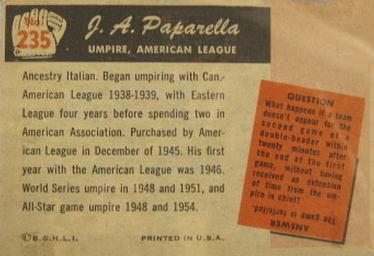 No.
235
J. A. Paparella
UMPIRE, AMERICAN LEAGUE
Ancestry Italian. Began umpiring with Can.-
American League 1938-1939, with Eastern
League four years before spending two in
American Association. Purchased by Amer-
ican League in December of 1945. His first
year with the American League was 1946.
World Series umpire in 1948 and 1951, and
All-Star game umpire 1948 and 1954.
©B.G.H.L.I. PRINTED IN U.S.A.
QUESTION
What happens if a team
doesn't appear for the
second game of a
double-header within
twenty minutes after
the end of the first
game, without having
received an extension
of time from the um-
pire in chief?
The game is forfeited.
ANSWER